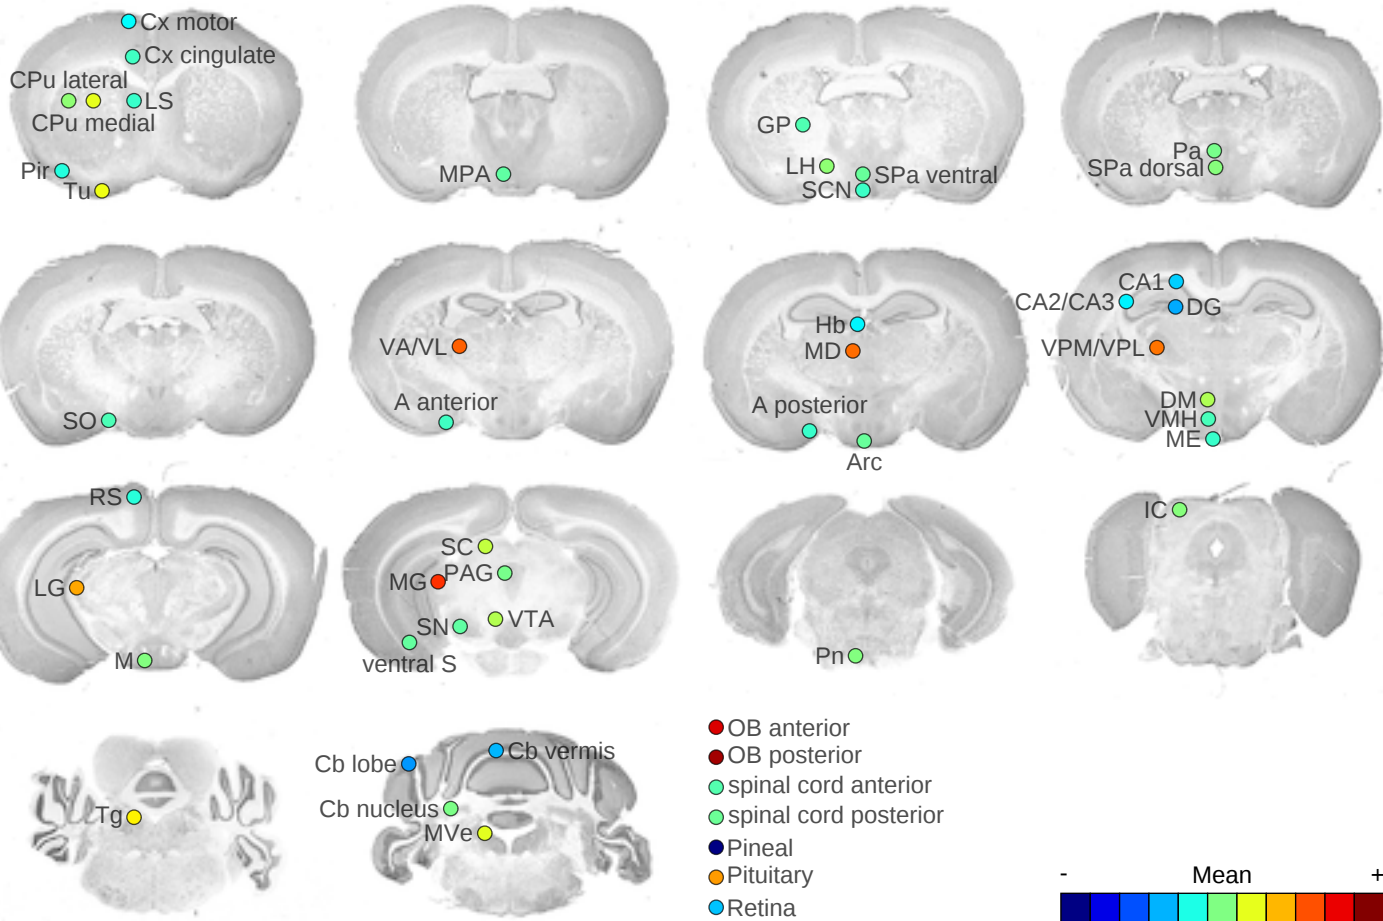 Cx motor
Cx cingulate
CPu lateral
LS
CPu medial
Pir
Tu
MPA
GP
LH
SPa ventral
SCN
Pa
SPa dorsal
SO
VA/VL
A anterior
Hb
MD
A posterior
Arc
CA1
CA2/CA3
DG
VPM/VPL
DM
VMH
ME
RS
LG
M
SC
MG
PAG
SN
VTA
ventral S
Pn
IC
Tg
Cb lobe
Cb vermis
Cb nucleus
MVe
OB anterior
OB posterior
spinal cord anterior
spinal cord posterior
Pineal
Pituitary
Retina
- Mean +